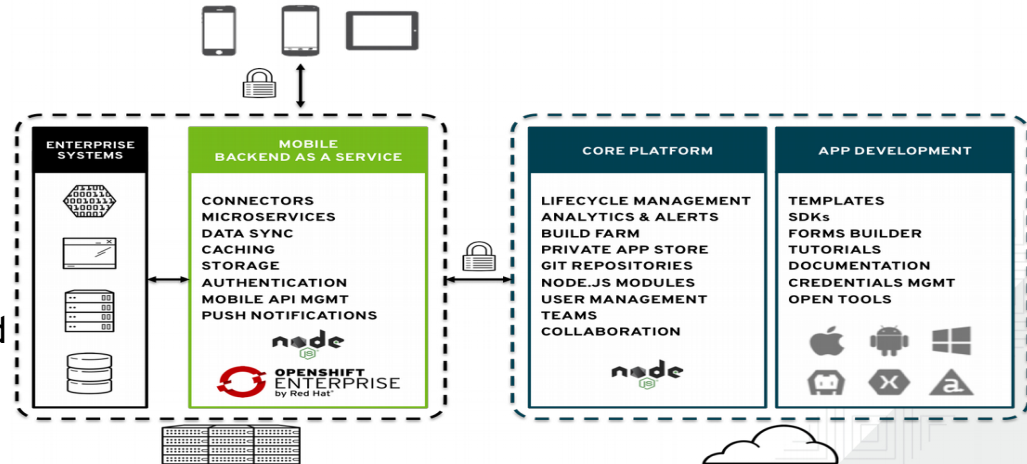 ENTERPRISE
SYSTEMS
MOBILE
BACKEND AS A SERVICE
CONNECTORS
MICROSERVICES
DATA SYNC
CACHING
STORAGE
AUTHENTICATION
MOBILE API MGMT
PUSH NOTIFICATIONS
node
JS
OPENSHIFT
ENTERPRISE
by Red Hat®
CORE PLATFORM
LIFECYCLE MANAGEMENT
ANALYTICS & ALERTS
BUILD FARM
PRIVATE APP STORE
GIT REPOSITORIES
NODE.JS MODULES
USER MANAGEMENT
TEAMS
COLLABORATION
node
JS
APP DEVELOPMENT
TEMPLATES
SDKs
FORMS BUILDER
TUTORIALS
DOCUMENTATION
CREDENTIALS MGMT
OPEN TOOLS